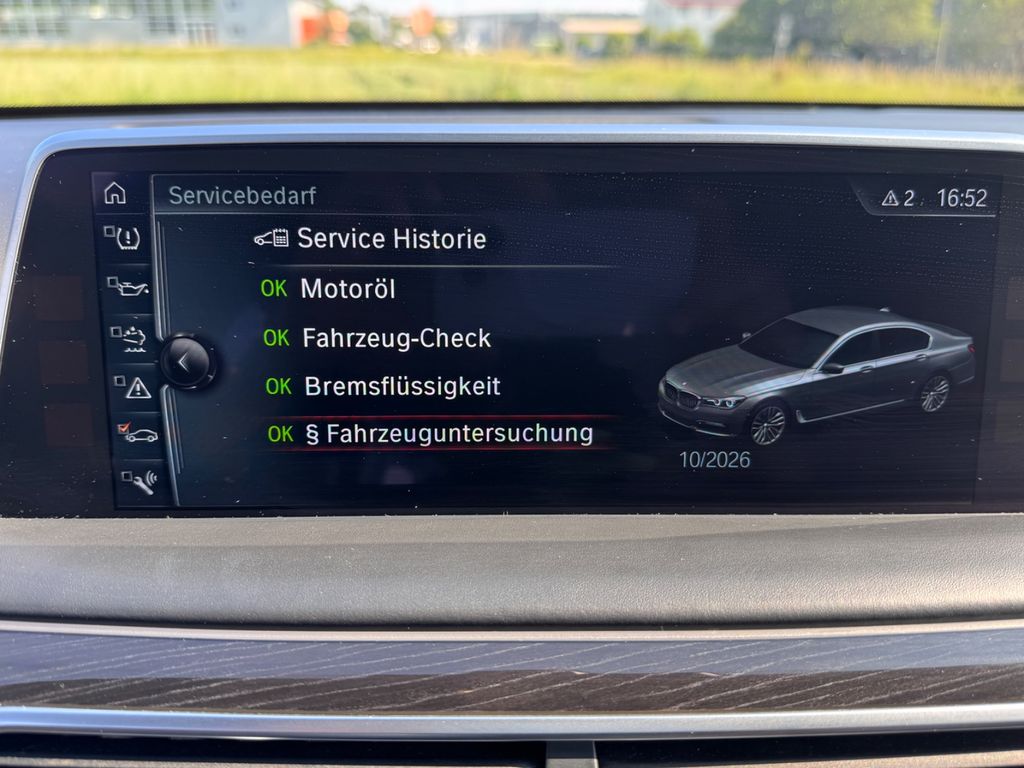 Servicebedarf
2 16:52
Service Historie
OK Motoröl
OK Fahrzeug-Check
OK Bremsflüssigkeit
OK § Fahrzeuguntersuchung
10/2026